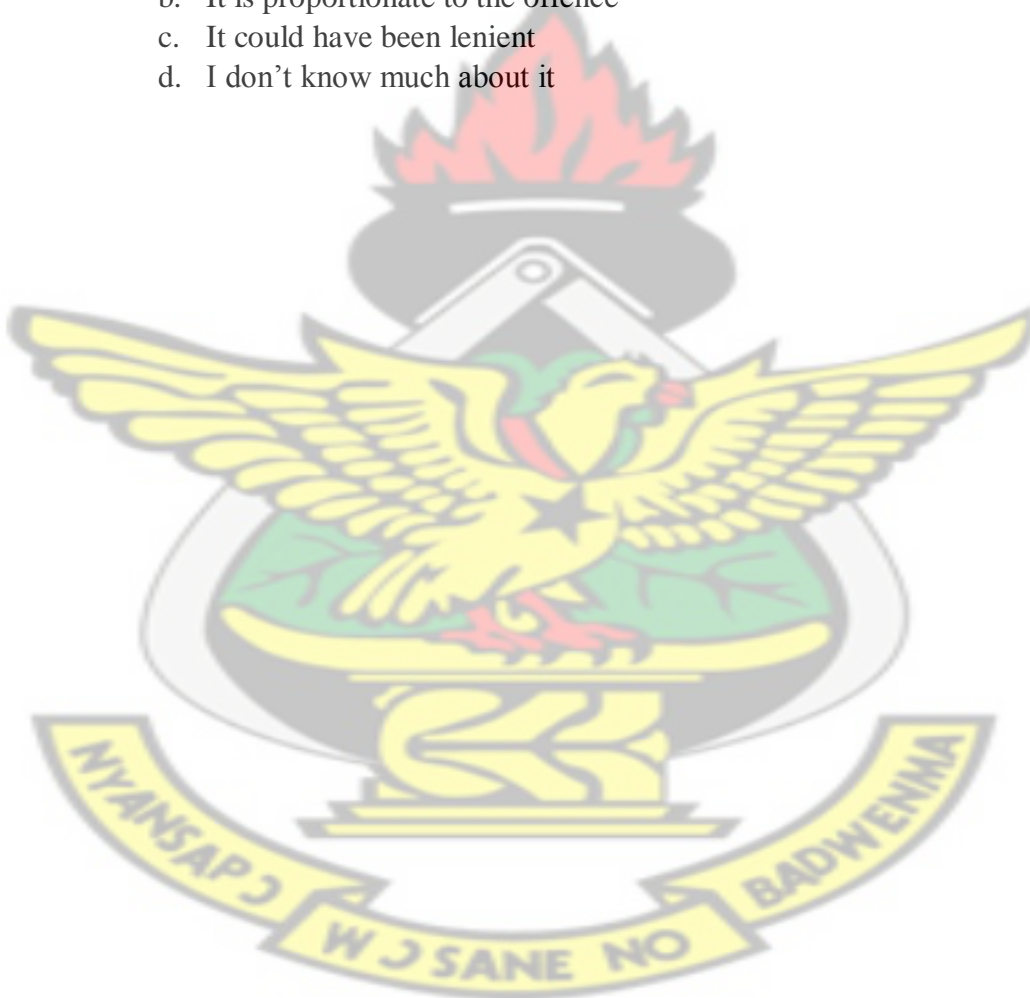 b. It is proportionate to the offence
c. It could have been lenient
d. I don't know much about it
NYANSAPƆ
WƆSANE NO
BADWENMA